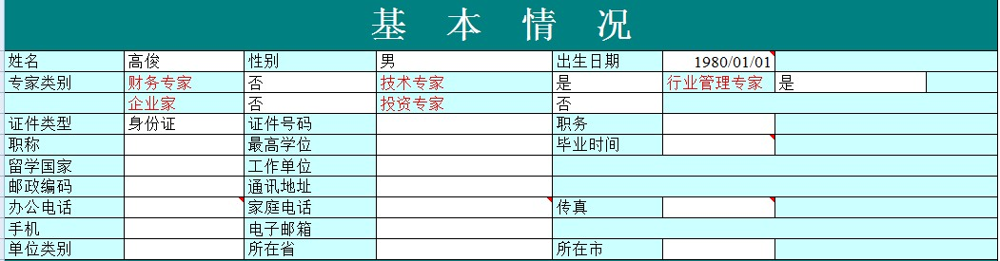 基本情况
姓名 高俊 性别 男 出生日期 1980/01/01
专家类别 财务专家 否 技术专家 是 行业管理专家 是
企业家 否 投资专家 否
证件类型 身份证 证件号码 职务
职称 最高学位 毕业时间
留学国家 工作单位
邮政编码 通讯地址
办公电话 家庭电话 传真
手机 电子邮箱
单位类别 所在省 所在市